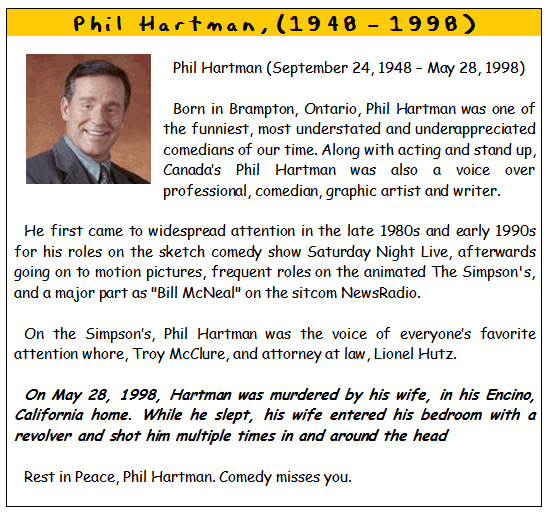 Phil Hartman, (1948 - 1998)
Phil Hartman (September 24, 1948 – May 28, 1998)
Born in Brampton, Ontario, Phil Hartman was one of
the funniest, most understated and underappreciated
comedians of our time. Along with acting and stand up,
Canada's Phil Hartman was also a voice over
professional, comedian, graphic artist and writer.
He first came to widespread attention in the late 1980s and early 1990s
for his roles on the sketch comedy show Saturday Night Live, afterwards
going on to motion pictures, frequent roles on the animated The Simpson's,
and a major part as "Bill McNeal" on the sitcom NewsRadio.
On the Simpson's, Phil Hartman was the voice of everyone's favorite
attention whore, Troy McClure, and attorney at law, Lionel Hutz.
On May 28, 1998, Hartman was murdered by his wife, in his Encino,
California home. While he slept, his wife entered his bedroom with a
revolver and shot him multiple times in and around the head
Rest in Peace, Phil Hartman. Comedy misses you.